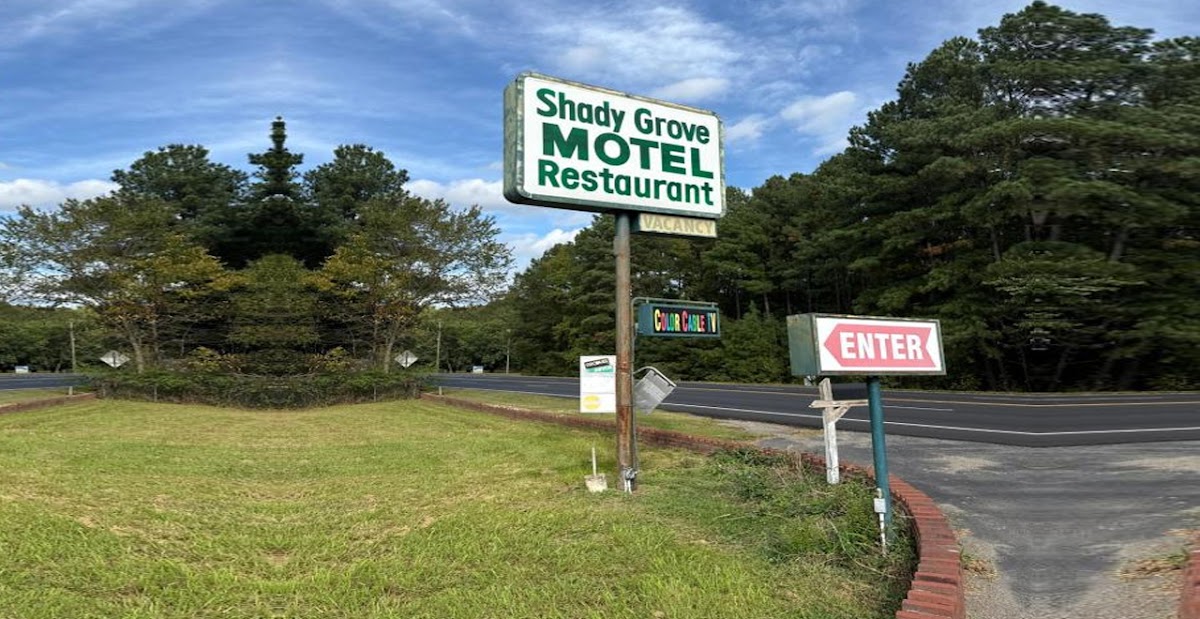 Shady Grove
MOTEL
Restaurant
VACANCY
COLOR CABLE TV
ENTER